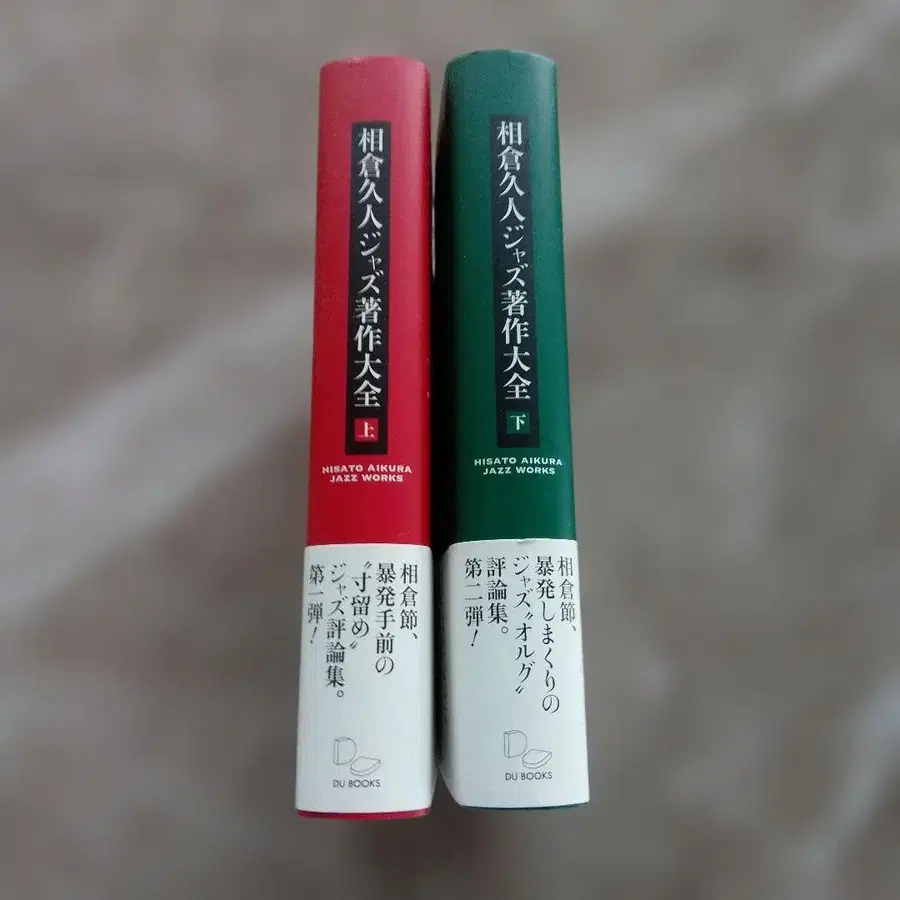 相倉久人ジャズ著作大全
上
HISATO AIKURA
JAZZ WORKS
相倉節、
暴発手前の
〝寸留め〟
ジャズ評論集。
第一弾！
DU BOOKS
相倉久人ジャズ著作大全
下
HISATO AIKURA
JAZZ WORKS
相倉節、
暴発しまくりの
ジャズ〝オルグ〟
評論集。
第二弾！
DU BOOKS